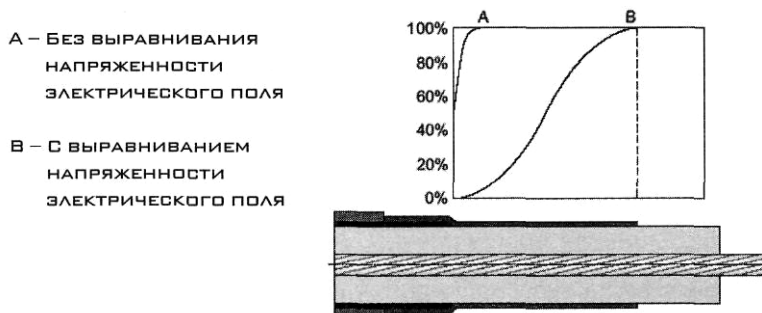 А – Без выравнивания
напряженности
электрического поля
В – С выравниванием
напряженности
электрического поля
A
B
100%
80%
60%
40%
20%
0%